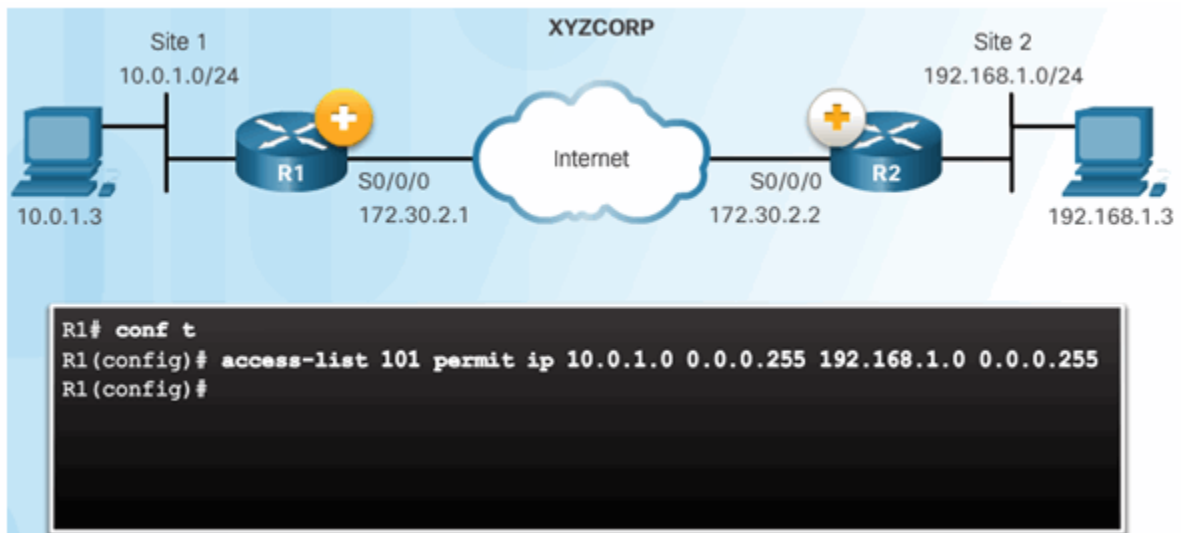 XYZCORP
Site 1
10.0.1.0/24
Site 2
192.168.1.0/24
R1
S0/0/0
172.30.2.1
Internet
S0/0/0
172.30.2.2
R2
10.0.1.3
192.168.1.3
R1# conf t
R1(config)# access-list 101 permit ip 10.0.1.0 0.0.0.255 192.168.1.0 0.0.0.255
R1(config)#